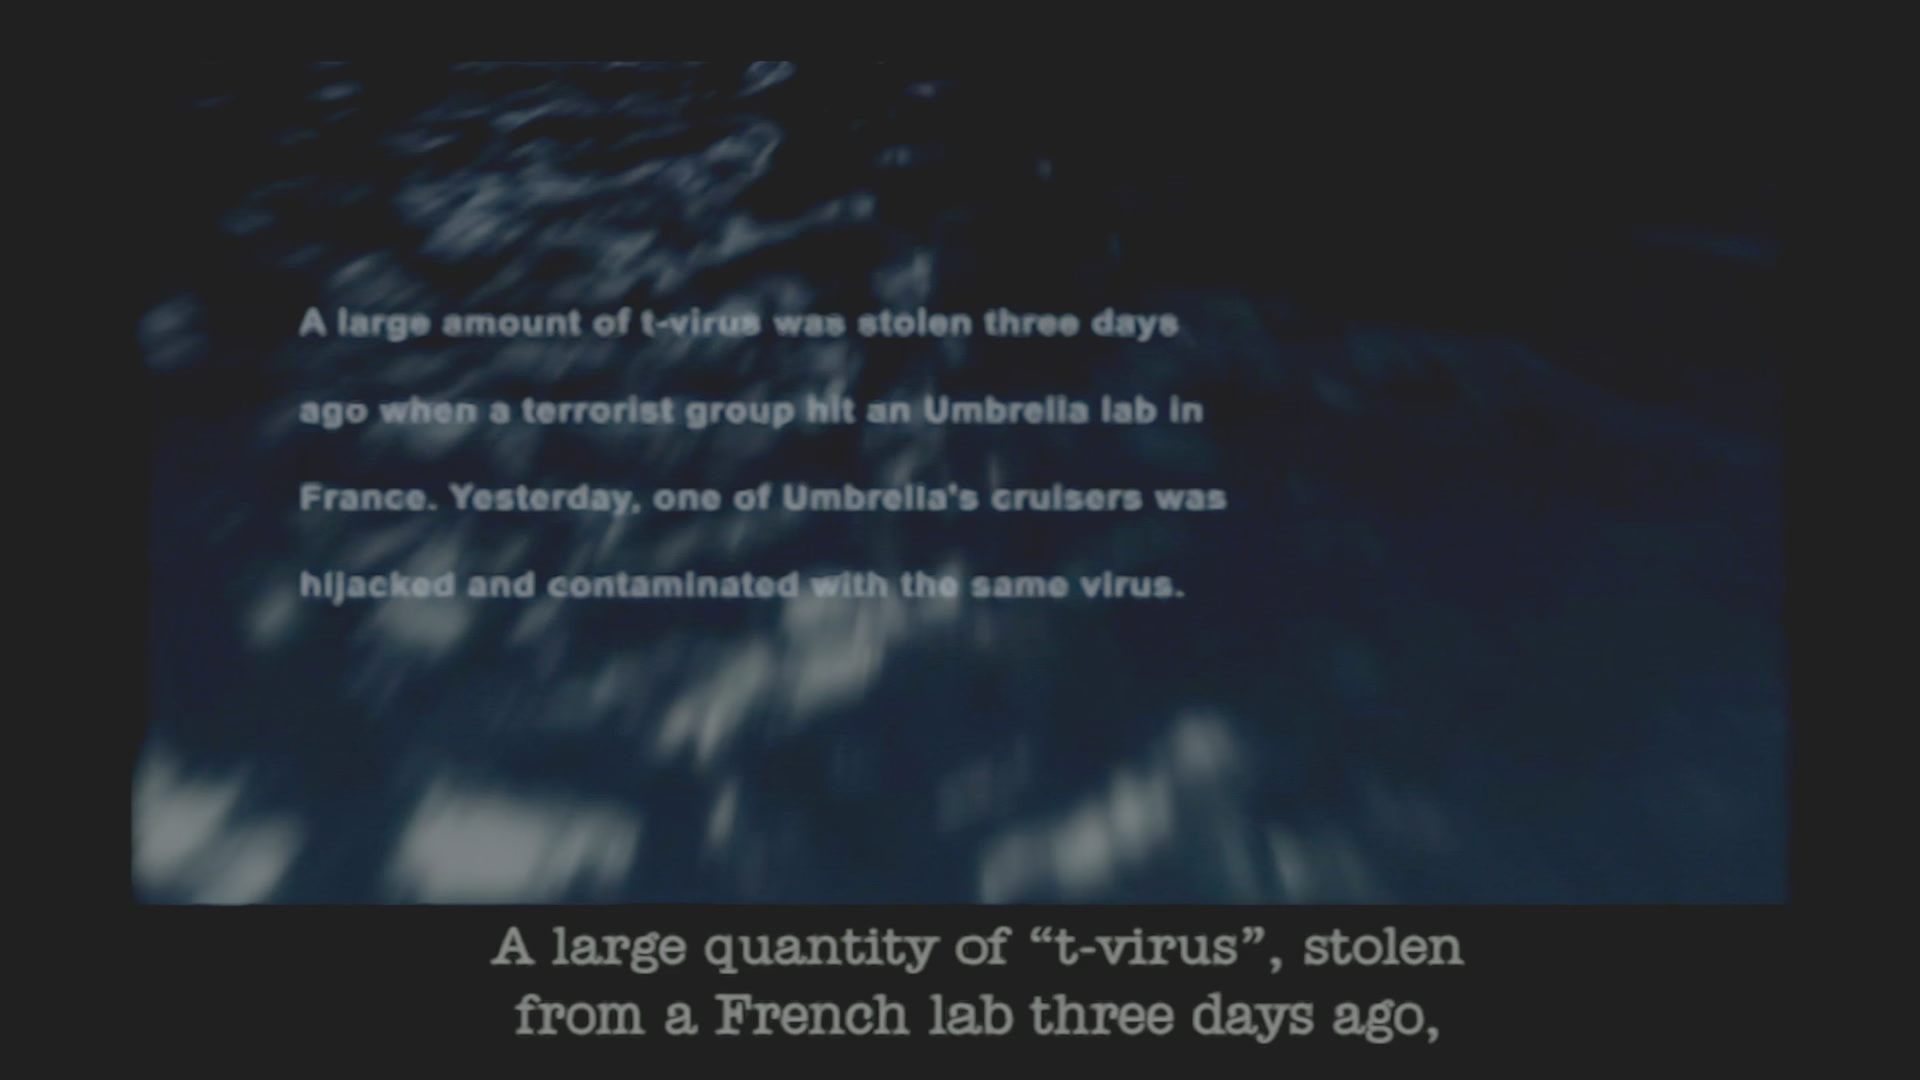 A large amount of t-virus was stolen three days
ago when a terrorist group hit an Umbrella lab in
France. Yesterday, one of Umbrella's cruisers was
hijacked and contaminated with the same virus.
A large quantity of “t-virus”, stolen
from a French lab three days ago,